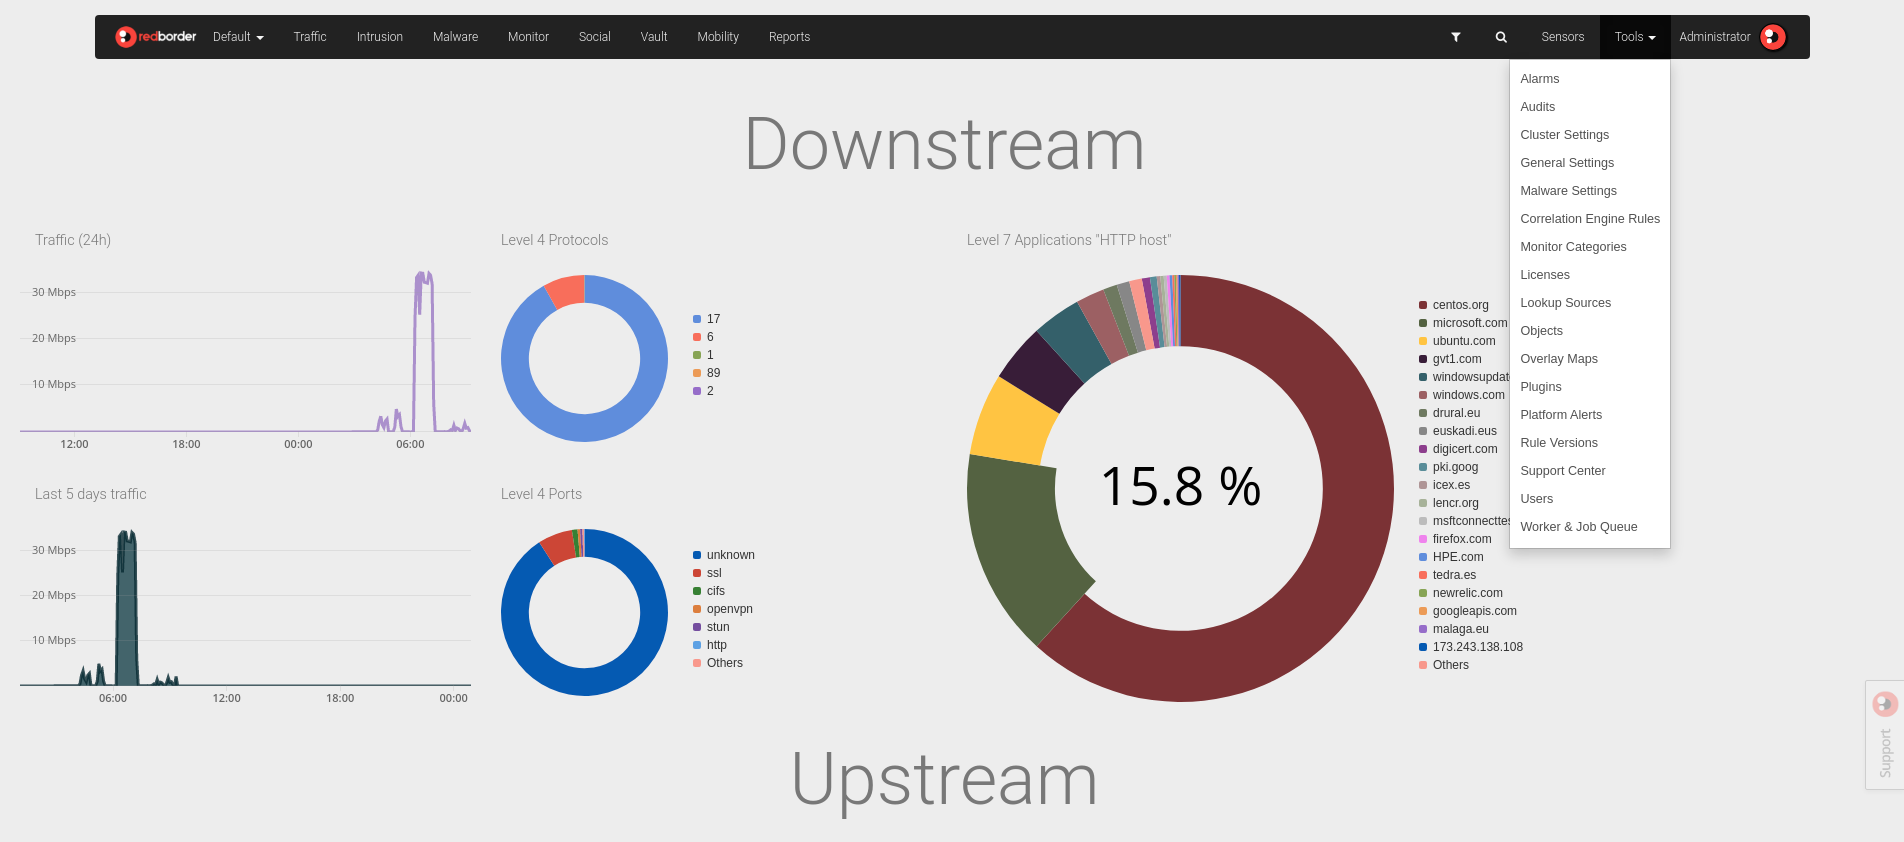 redborder Default Traffic Intrusion Malware Monitor Social Vault Mobility Reports Sensors Tools Administrator
Alarms
Audits
Cluster Settings
General Settings
Malware Settings
Correlation Engine Rules
Monitor Categories
Licenses
Lookup Sources
Objects
Overlay Maps
Plugins
Platform Alerts
Rule Versions
Support Center
Users
Worker & Job Queue
Downstream
Traffic (24h)
30 Mbps
20 Mbps
10 Mbps
12:00 18:00 00:00 06:00
Level 4 Protocols
17
6
1
89
2
Level 7 Applications "HTTP host"
15.8 %
centos.org
microsoft.com
ubuntu.com
gvt1.com
windowsupdat
windows.com
drural.eu
euskadi.eus
digicert.com
pki.goog
icex.es
lencr.org
msftconnecttes
firefox.com
HPE.com
tedra.es
newrelic.com
googleapis.com
malaga.eu
173.243.138.108
Others
Last 5 days traffic
30 Mbps
20 Mbps
10 Mbps
06:00 12:00 18:00 00:00
Level 4 Ports
unknown
ssl
cifs
openvpn
stun
http
Others
Support
Upstream